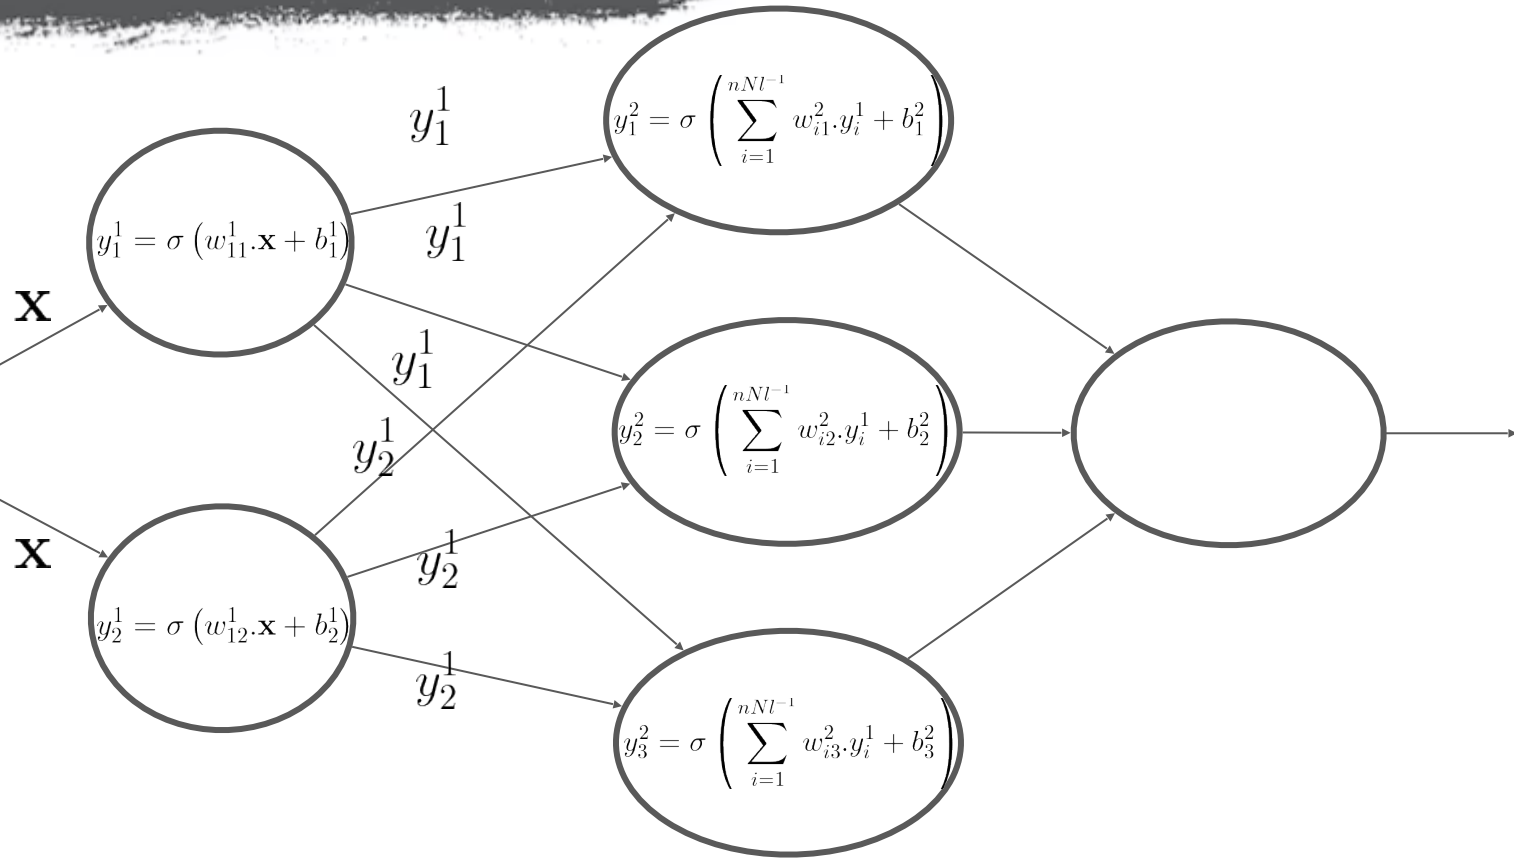 y_1^1
y_1^2 = σ ( ∑_{i=1}^{nNl^{-1}} w_{i1}^2.y_i^1 + b_1^2 )
y_1^1 = σ (w_{11}^1.x + b_1^1)
y_1^1
x
y_1^1
y_2^1
y_2^2 = σ ( ∑_{i=1}^{nNl^{-1}} w_{i2}^2.y_i^1 + b_2^2 )
x
y_2^1
y_2^1 = σ (w_{12}^1.x + b_2^1)
y_2^1
y_3^2 = σ ( ∑_{i=1}^{nNl^{-1}} w_{i3}^2.y_i^1 + b_3^2 )